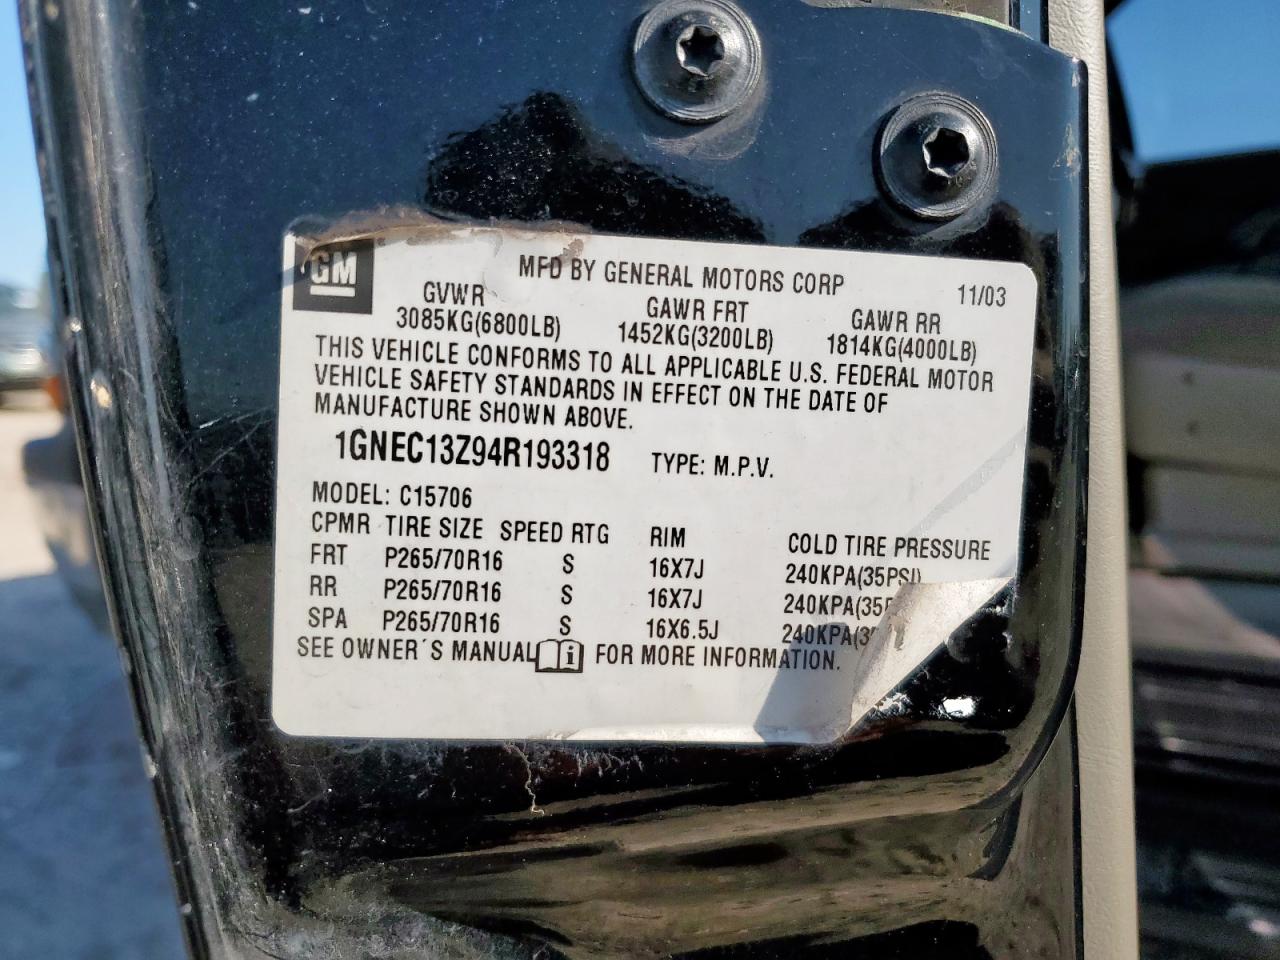 GM
MFD BY GENERAL MOTORS CORP 11/03
GVWR GAWR FRT GAWR RR
3085KG(6800LB) 1452KG(3200LB) 1814KG(4000LB)
THIS VEHICLE CONFORMS TO ALL APPLICABLE U.S. FEDERAL MOTOR
VEHICLE SAFETY STANDARDS IN EFFECT ON THE DATE OF
MANUFACTURE SHOWN ABOVE.
1GNEC13Z94R193318 TYPE: M.P.V.
MODEL: C15706
CPMR TIRE SIZE SPEED RTG RIM COLD TIRE PRESSURE
FRT P265/70R16 S 16X7J 240KPA(35PSI)
RR P265/70R16 S 16X7J 240KPA(35
SPA P265/70R16 S 16X6.5J 240KPA(3
SEE OWNER´S MANUAL i FOR MORE INFORMATION.